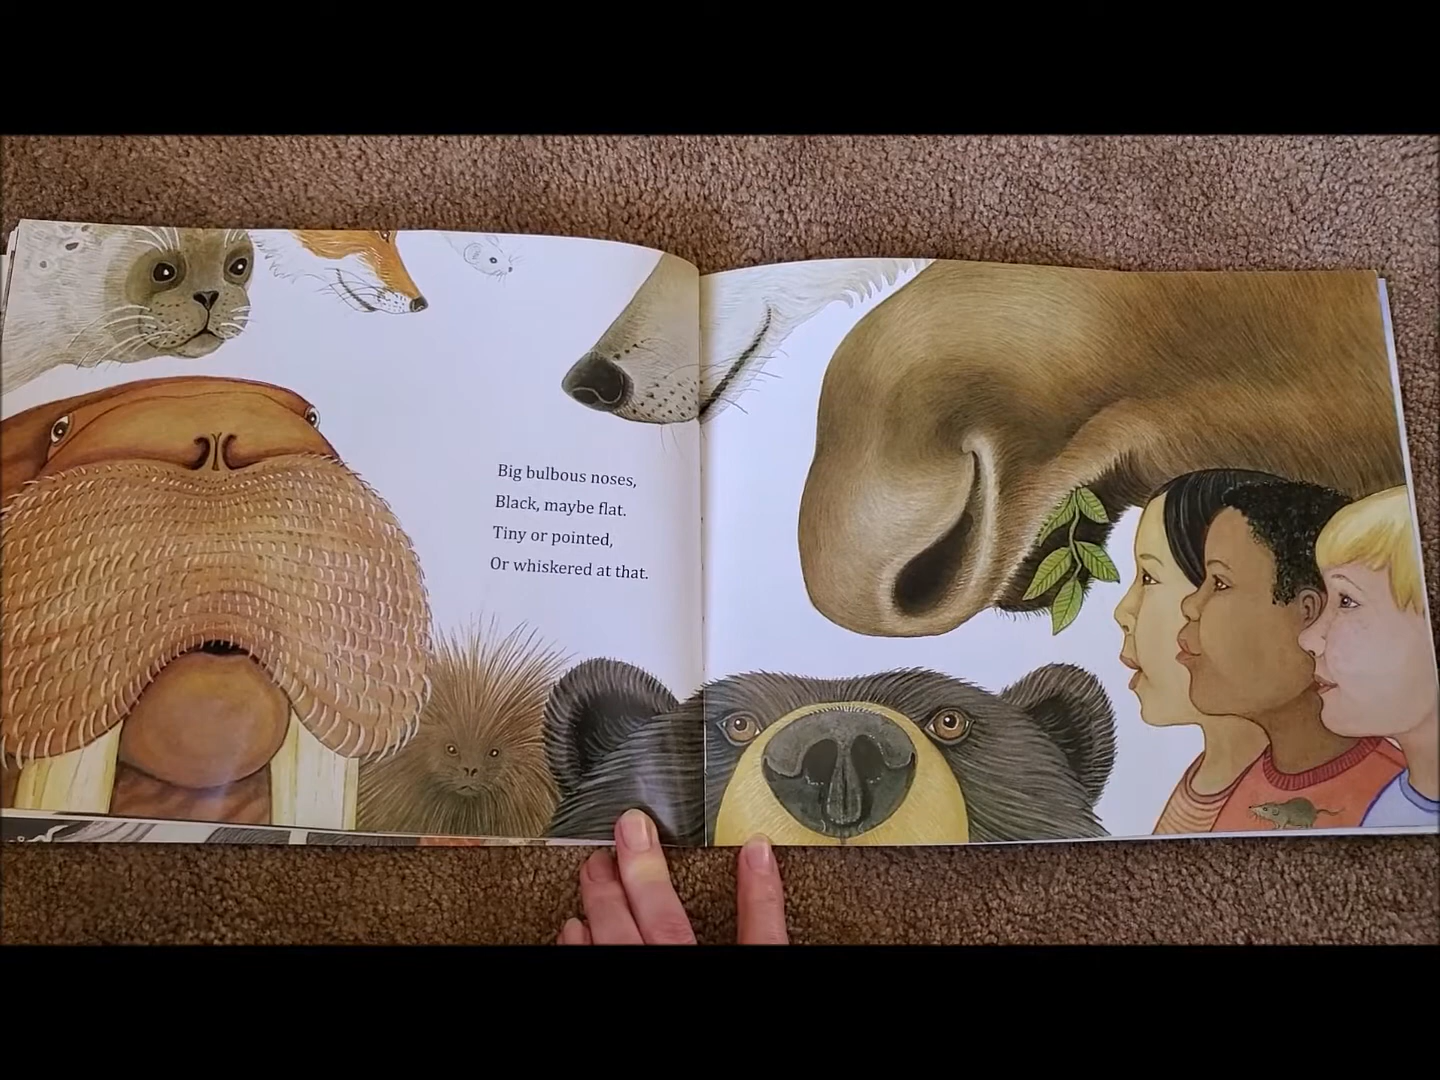 Big bulbous noses,
Black, maybe flat.
Tiny or pointed,
Or whiskered at that.